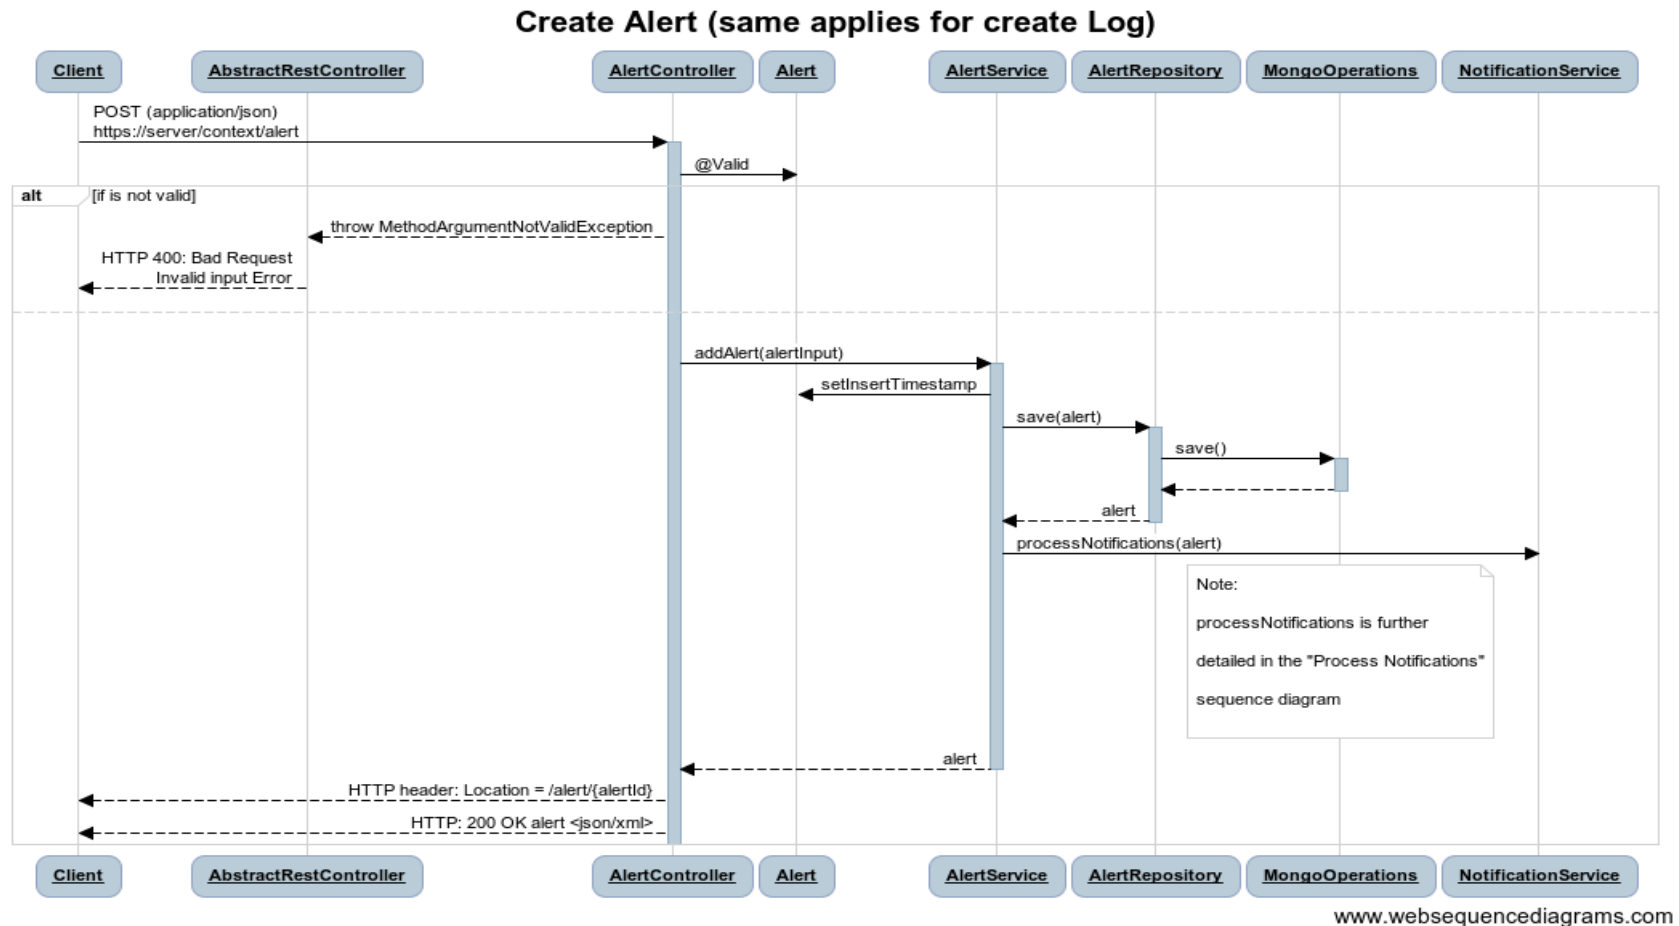 Create Alert (same applies for create Log)
Client
AbstractRestController
AlertController
Alert
AlertService
AlertRepository
MongoOperations
NotificationService
POST (application/json)
https://server/context/alert
@Valid
alt
[if is not valid]
throw MethodArgumentNotValidException
HTTP 400: Bad Request
Invalid input Error
addAlert(alertInput)
setInsertTimestamp
save(alert)
save()
alert
processNotifications(alert)
Note:
processNotifications is further
detailed in the "Process Notifications"
sequence diagram
alert
HTTP header: Location = /alert/{alertId}
HTTP: 200 OK alert <json/xml>
Client
AbstractRestController
AlertController
Alert
AlertService
AlertRepository
MongoOperations
NotificationService
www.websequencediagrams.com